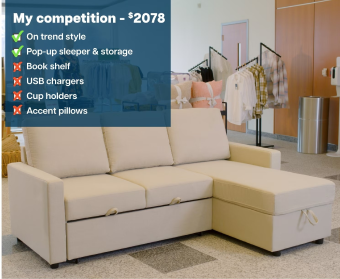 My competition - $2078
On trend style
Pop-up sleeper & storage
Book shelf
USB chargers
Cup holders
Accent pillows